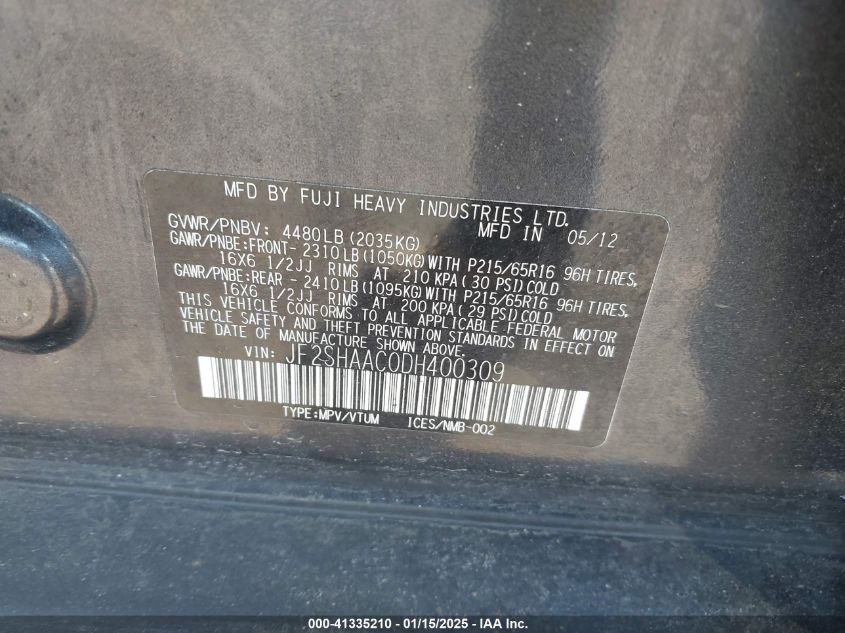 MFD BY FUJI HEAVY INDUSTRIES LTD.
GVWR/PNBV: 4480LB(2035KG) MFD IN 05/12
GAWR/PNBE:FRONT- 2310LB(1050KG)WITH P215/65R16 96H TIRES,
16X6 1/2JJ RIMS AT 210 KPA(30 PSI)COLD
GAWR/PNBE:REAR - 2410LB(1095KG)WITH P215/65R16 96H TIRES,
16X6 1/2JJ RIMS AT 200 KPA(29 PSI)COLD
THIS VEHICLE CONFORMS TO ALL APPLICABLE FEDERAL MOTOR
VEHICLE SAFETY AND THEFT PREVENTION STANDARDS IN EFFECT ON
THE DATE OF MANUFACTURE SHOWN ABOVE.
VIN: JF2SHAAC0DH400309
TYPE:MPV/VTUM ICES/NMB-002
000-41335210 - 01/15/2025 - IAA Inc.